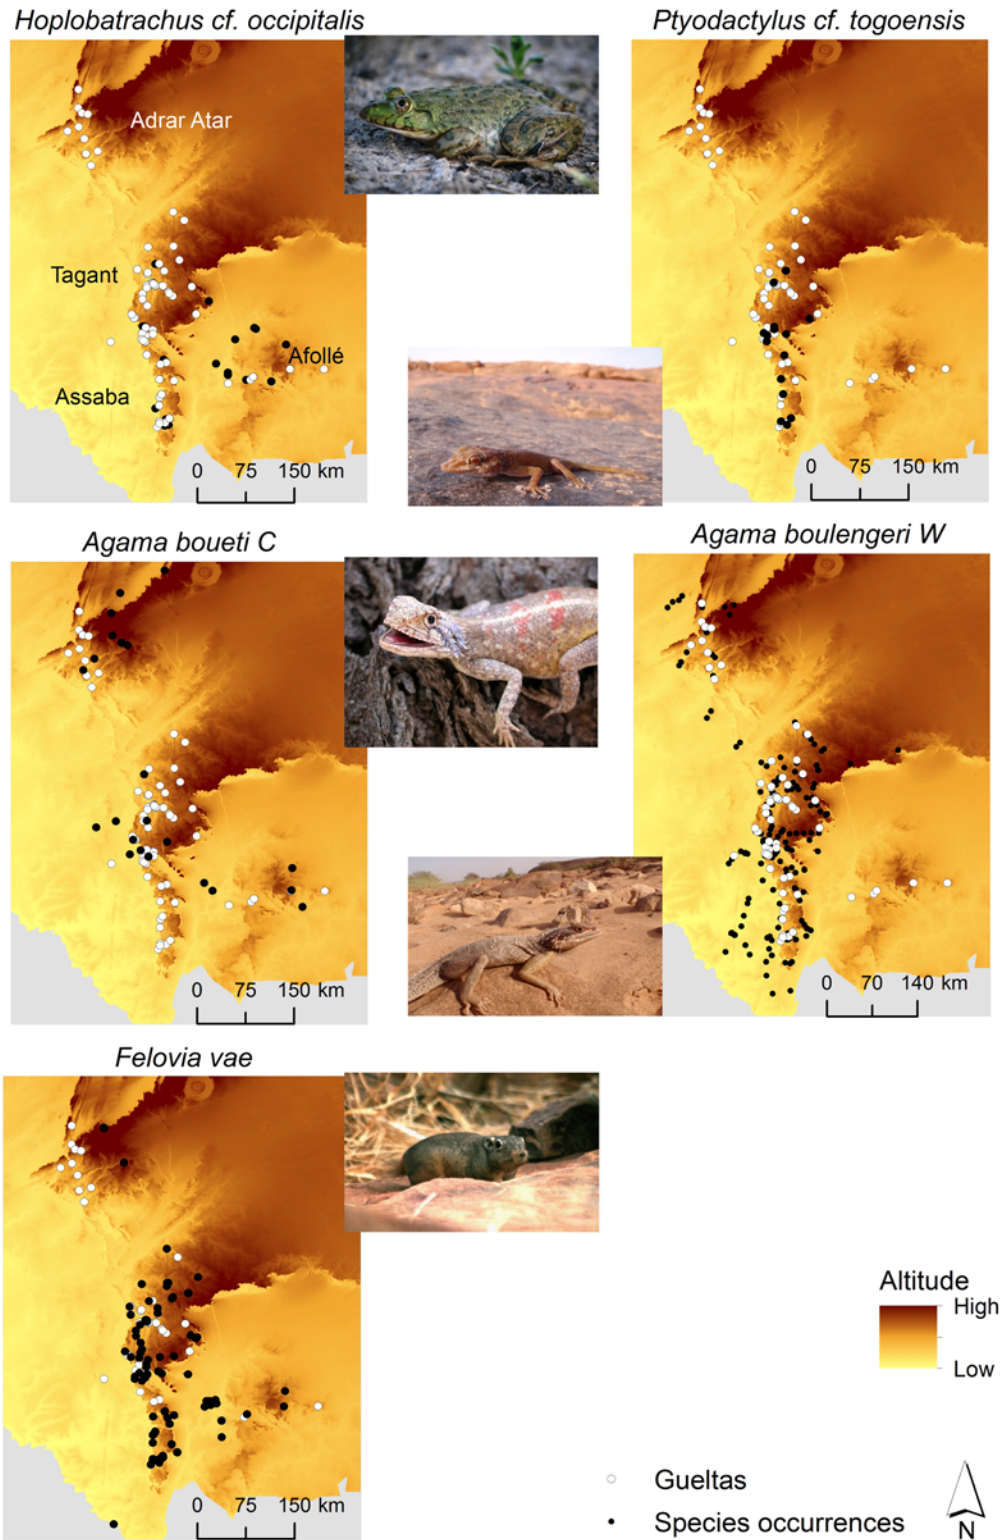 Hoplobatrachus cf. occipitalis
Ptyodactylus cf. togoensis
Adrar Atar
Tagant
Afollé
Assaba
0 75 150 km
0 75 150 km
Agama boueti C
Agama boulengeri W
0 75 150 km
0 70 140 km
Felovia vae
0 75 150 km
Altitude
High
Low
Gueltas
Species occurrences
N